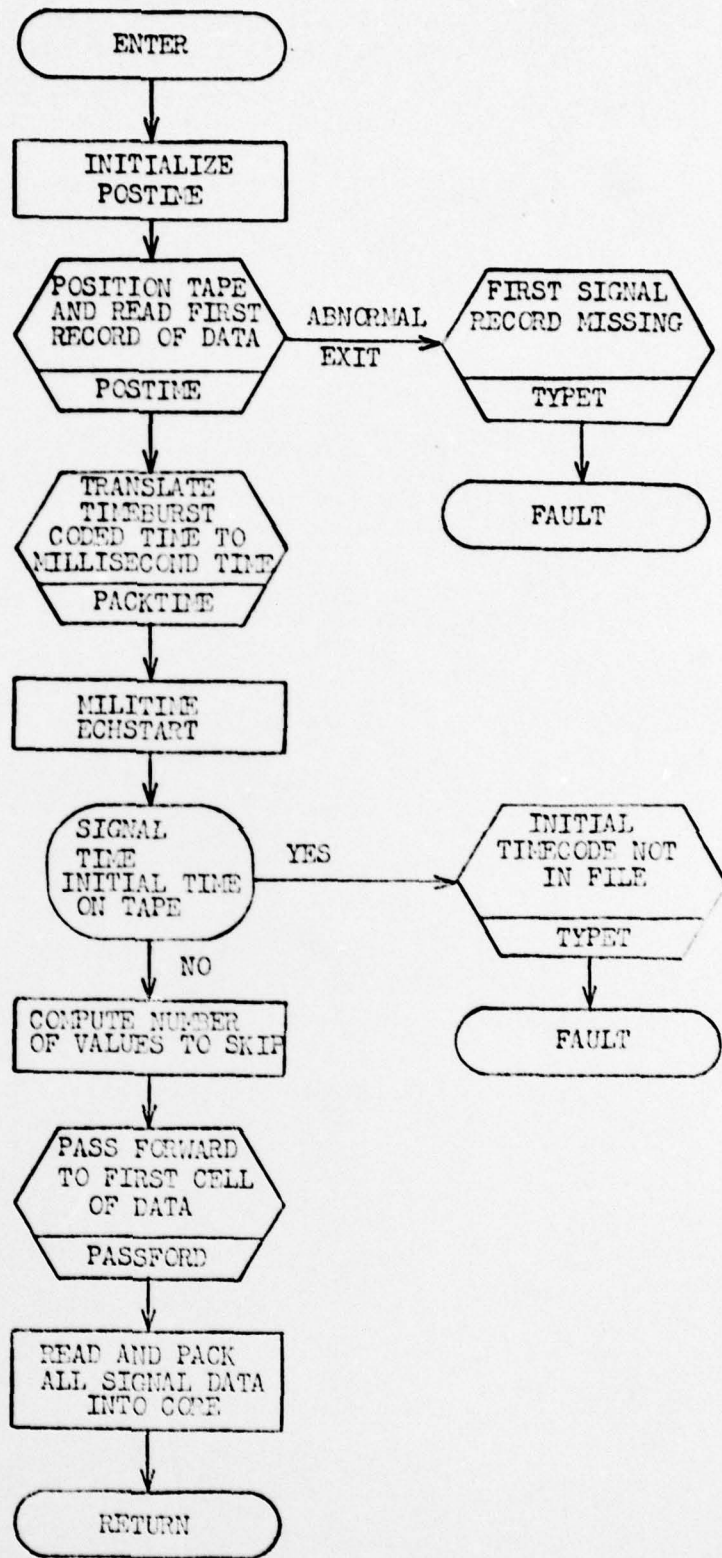 ENTER
INITIALIZE
POSTIME
POSITION TAPE
AND READ FIRST
RECORD OF DATA
POSTIME
ABNORMAL
EXIT
FIRST SIGNAL
RECORD MISSING
TYPET
FAULT
TRANSLATE
TIMEBURST
CODED TIME TO
MILLISECOND TIME
PACKTIME
MILITIME
ECHSTART
SIGNAL
TIME
INITIAL TIME
ON TAPE
YES
INITIAL
TIMECODE NOT
IN FILE
TYPET
FAULT
NO
COMPUTE NUMBER
OF VALUES TO SKIP
PASS FORWARD
TO FIRST CELL
OF DATA
PASSFORD
READ AND PACK
ALL SIGNAL DATA
INTO CORE
RETURN